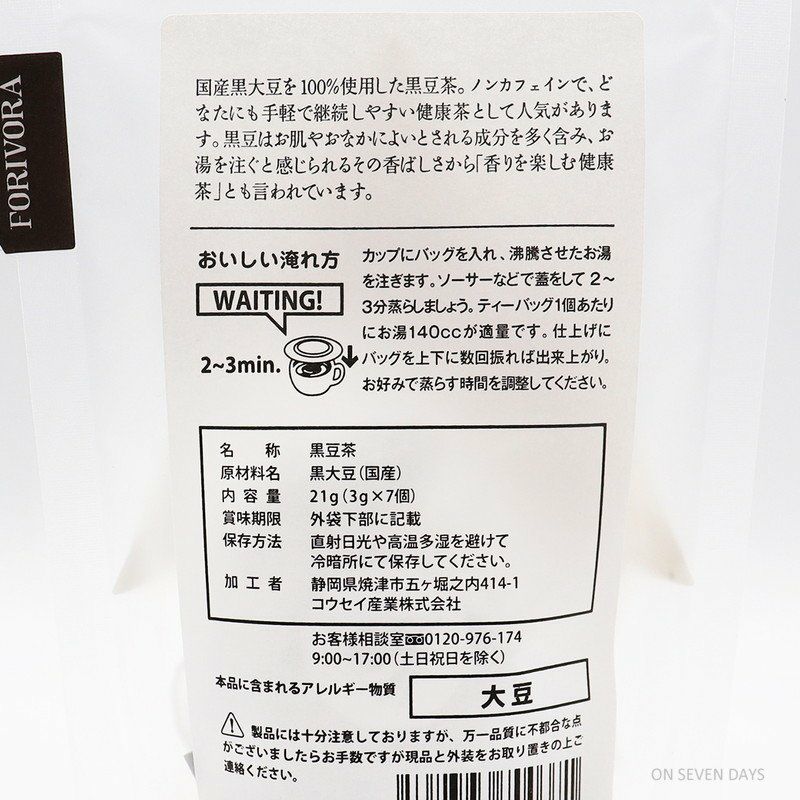 FORIVORA
国産黒大豆を100%使用した黒豆茶。ノンカフェインで、ど
なたにも手軽で継続しやすい健康茶として人気がありま
す。黒豆はお肌やおなかによいとされる成分を多く含み、お
湯を注ぐと感じられるその香ばしさから「香りを楽しむ健康
茶」とも言われています。
おいしい淹れ方
WAITING!
2~3min.
カップにバッグを入れ、沸騰させたお湯
を注ぎます。ソーサーなどで蓋をして2〜
3分蒸らしましょう。ティーバッグ1個あたり
にお湯140ccが適量です。仕上げに
バッグを上下に数回振れば出来上がり。
お好みで蒸らす時間を調整してください。
名 称 黒豆茶
原材料名 黒大豆(国産)
内容量 21g(3g×7個)
賞味期限 外袋下部に記載
保存方法 直射日光や高温多湿を避けて
冷暗所にて保存してください。
加工者 静岡県焼津市五ヶ堀之内414-1
コウセイ産業株式会社
お客様相談室 0120-976-174
9:00~17:00(土日祝日を除く)
本品に含まれるアレルギー物質 大豆
製品には十分注意しておりますが、万一品質に不都合な点
がございましたらお手数ですが現品と外装をお取り置きの上ご
連絡ください。
ON SEVEN DAYS